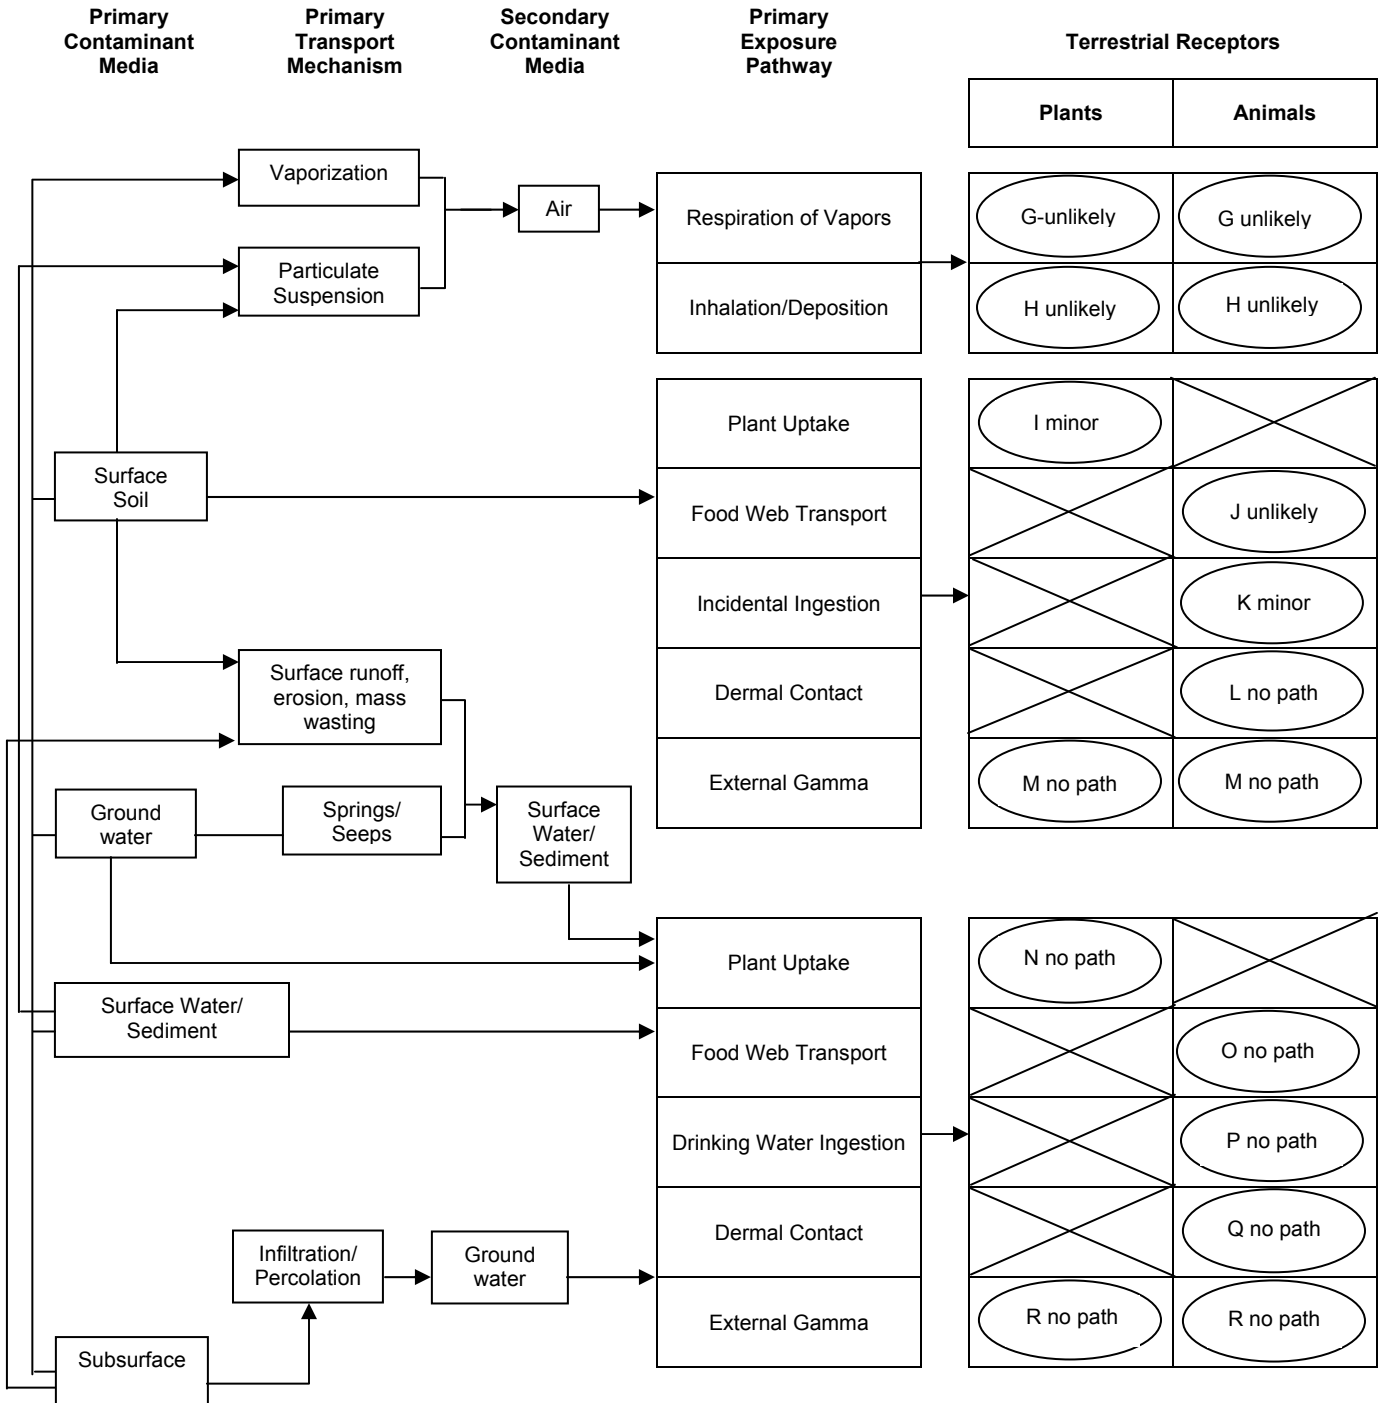 Primary
Contaminant
Media
Primary
Transport
Mechanism
Secondary
Contaminant
Media
Primary
Exposure
Pathway
Terrestrial Receptors
Plants
Animals
Vaporization
Air
Respiration of Vapors
G-unlikely
G unlikely
Particulate
Suspension
Inhalation/Deposition
H unlikely
H unlikely
Plant Uptake
I minor
Surface
Soil
Food Web Transport
J unlikely
Incidental Ingestion
K minor
Surface runoff,
erosion, mass
wasting
Dermal Contact
L no path
External Gamma
M no path
M no path
Ground
water
Springs/
Seeps
Surface
Water/
Sediment
Plant Uptake
N no path
Surface Water/
Sediment
Food Web Transport
O no path
Drinking Water Ingestion
P no path
Dermal Contact
Q no path
Infiltration/
Percolation
Ground
water
External Gamma
R no path
R no path
Subsurface